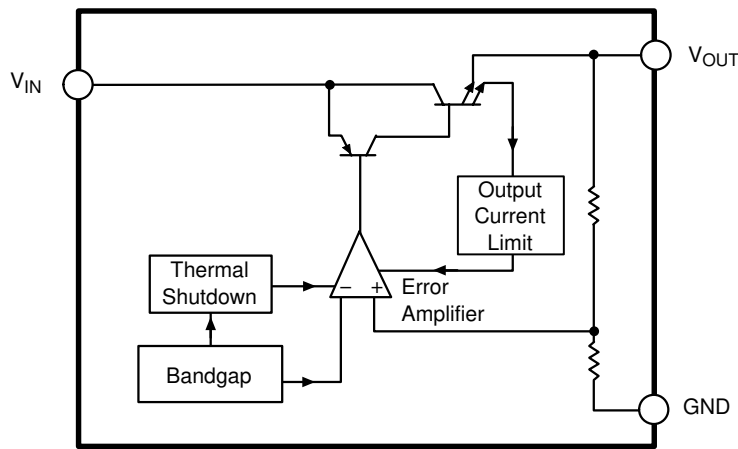 V_IN
V_OUT
Output
Current
Limit
Thermal
Shutdown
− +
Error
Amplifier
Bandgap
GND